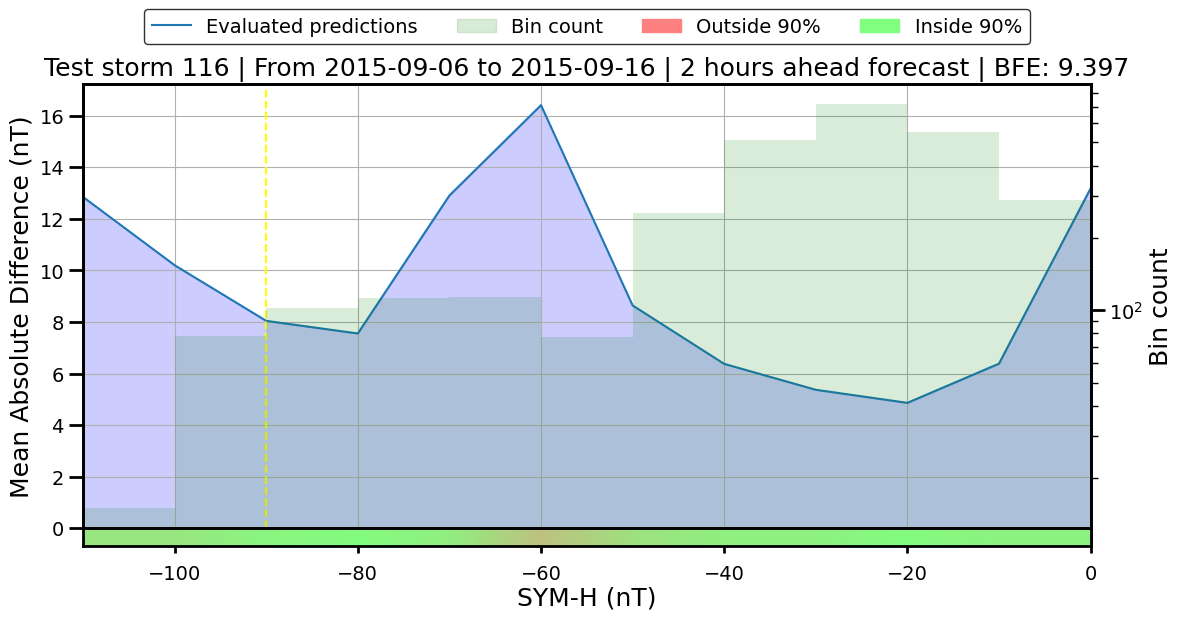 Evaluated predictions Bin count Outside 90% Inside 90%
Test storm 116 | From 2015-09-06 to 2015-09-16 | 2 hours ahead forecast | BFE: 9.397
Mean Absolute Difference (nT)
16
14
12
10
8
6
4
2
0
10²
Bin count
−100 −80 −60 −40 −20 0
SYM-H (nT)